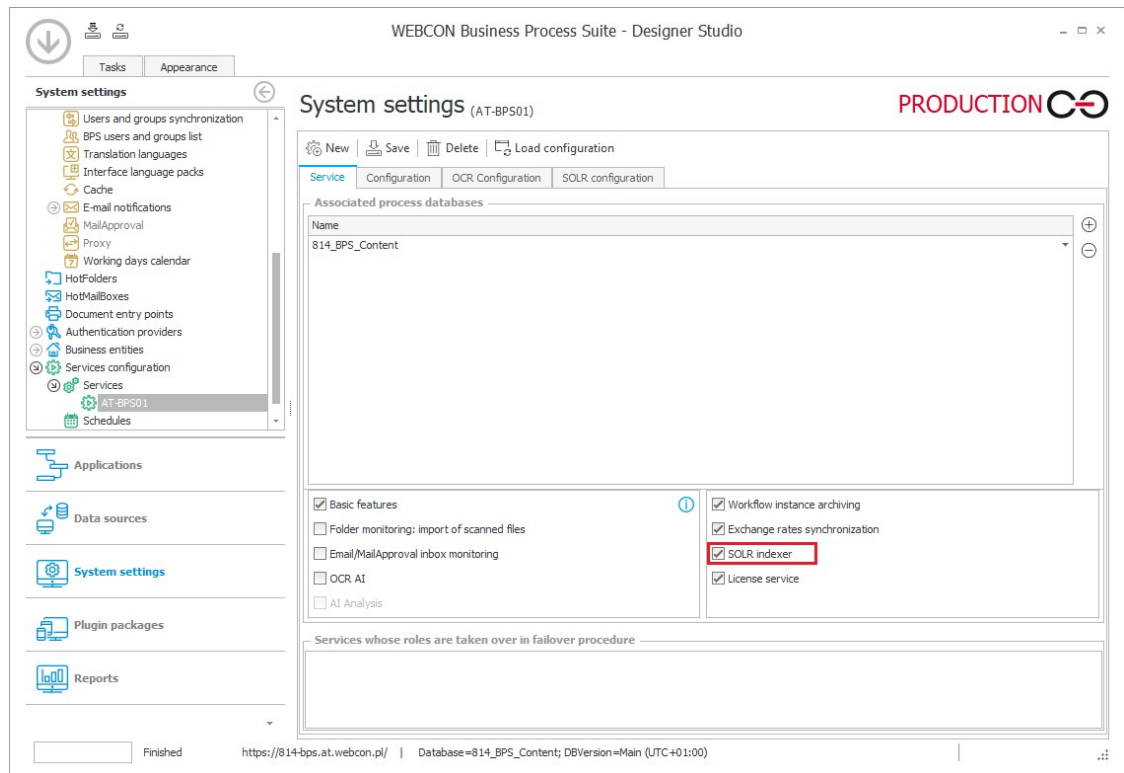 WEBCON Business Process Suite - Designer Studio
Tasks
Appearance
System settings
Users and groups synchronization
BPS users and groups list
Translation languages
Interface language packs
Cache
E-mail notifications
MailApproval
Proxy
Working days calendar
HotFolders
HotMailBoxes
Document entry points
Authentication providers
Business entities
Services configuration
Services
AT-BPS01
Schedules
Applications
Data sources
System settings
Plugin packages
Reports
System settings (AT-BPS01)
PRODUCTION
New
Save
Delete
Load configuration
Service
Configuration
OCR Configuration
SOLR configuration
Associated process databases
Name
814_BPS_Content
Basic features
Folder monitoring: import of scanned files
Email/MailApproval inbox monitoring
OCR AI
AI Analysis
Workflow instance archiving
Exchange rates synchronization
SOLR indexer
License service
Services whose roles are taken over in failover procedure
Finished
https://814-bps.at.webcon.pl/ | Database=814_BPS_Content; DBVersion=Main (UTC+01:00)